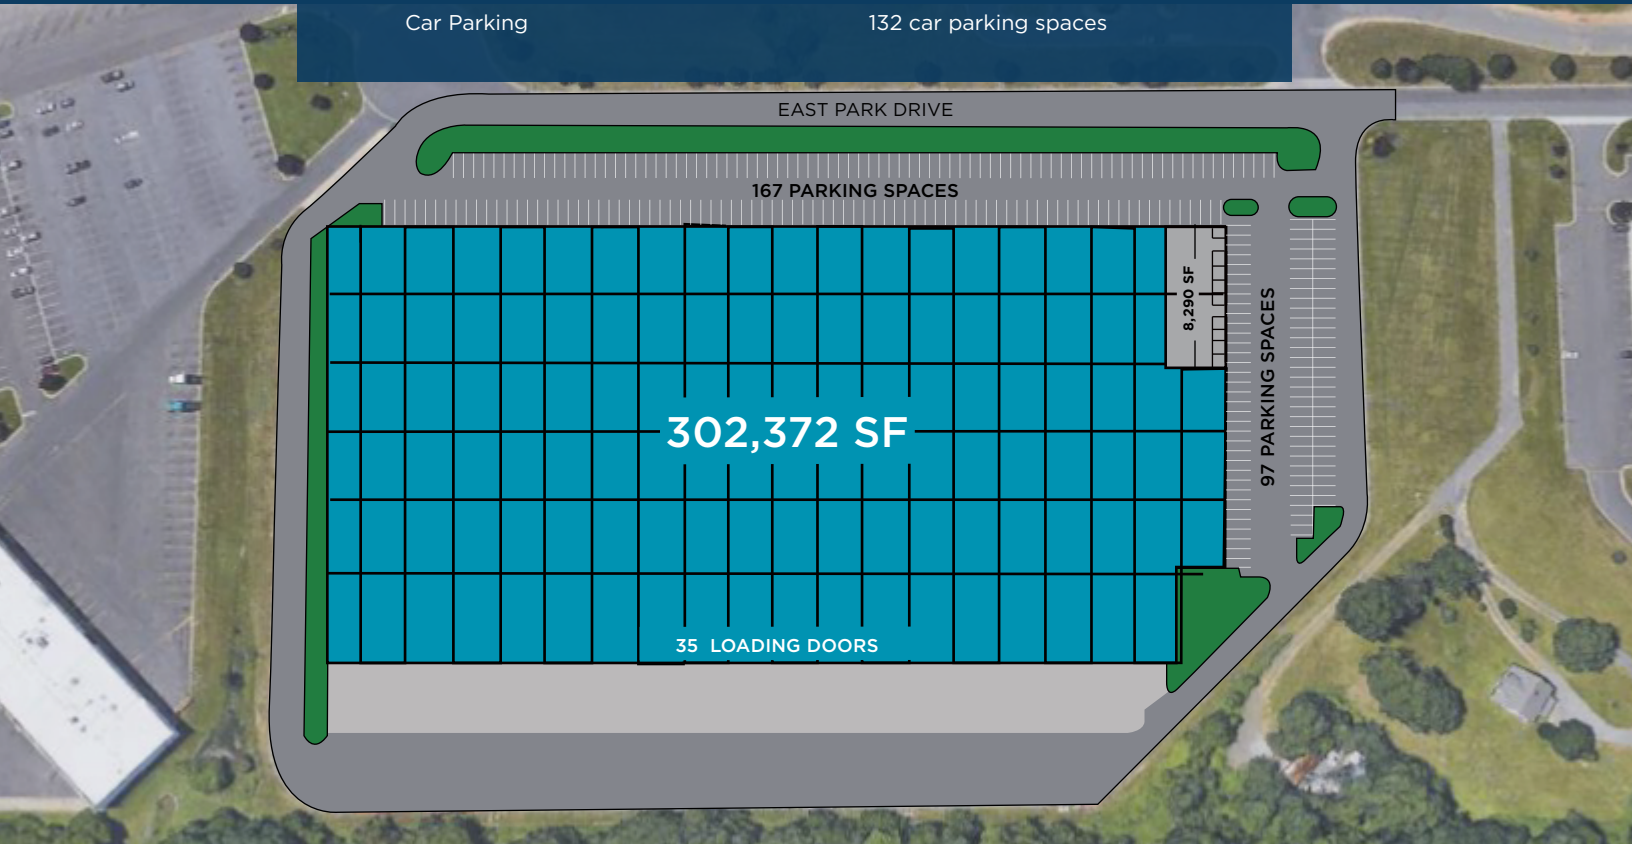 Car Parking 132 car parking spaces
EAST PARK DRIVE
167 PARKING SPACES
8,290 SF
97 PARKING SPACES
302,372 SF
35 LOADING DOORS